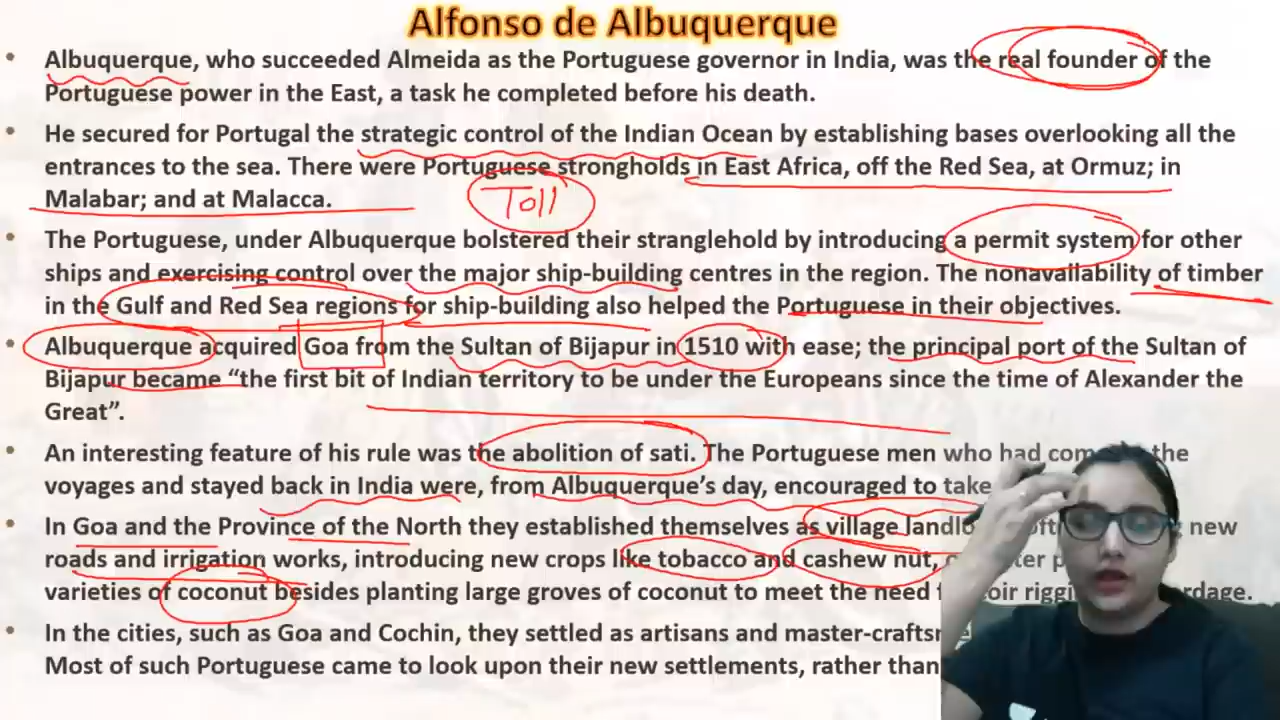 Alfonso de Albuquerque
• Albuquerque, who succeeded Almeida as the Portuguese governor in India, was the real founder of the
Portuguese power in the East, a task he completed before his death.
• He secured for Portugal the strategic control of the Indian Ocean by establishing bases overlooking all the
entrances to the sea. There were Portuguese strongholds in East Africa, off the Red Sea, at Ormuz; in
Malabar; and at Malacca.
Toll
• The Portuguese, under Albuquerque bolstered their stranglehold by introducing a permit system for other
ships and exercising control over the major ship-building centres in the region. The nonavailability of timber
in the Gulf and Red Sea regions for ship-building also helped the Portuguese in their objectives.
• Albuquerque acquired Goa from the Sultan of Bijapur in 1510 with ease; the principal port of the Sultan of
Bijapur became “the first bit of Indian territory to be under the Europeans since the time of Alexander the
Great”.
• An interesting feature of his rule was the abolition of sati. The Portuguese men who had the
voyages and stayed back in India were, from Albuquerque’s day, encouraged to take
• In Goa and the Province of the North they established themselves as village new
roads and irrigation works, introducing new crops like tobacco and cashew nut,
varieties of coconut besides planting large groves of coconut to meet the need
• In the cities, such as Goa and Cochin, they settled as artisans and
Most of such Portuguese came to look upon their new settlements, rather than